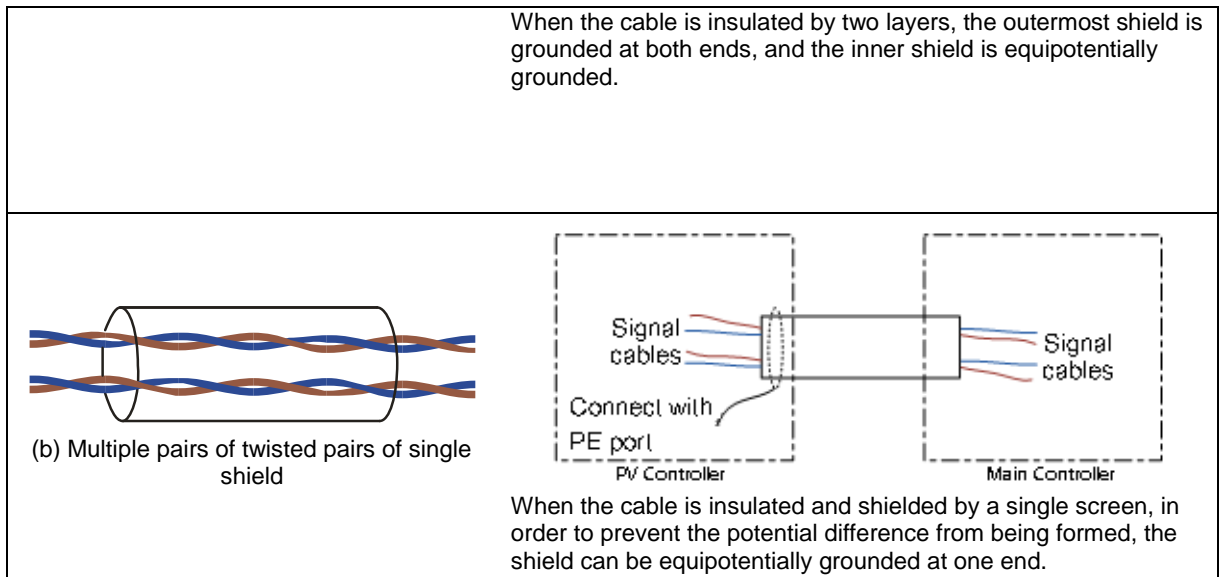 When the cable is insulated by two layers, the outermost shield is
grounded at both ends, and the inner shield is equipotentially
grounded.
(b) Multiple pairs of twisted pairs of single
shield
Signal
cables
Connect with
PE port
PV Controller
Signal
cables
Main Controller
When the cable is insulated and shielded by a single screen, in
order to prevent the potential difference from being formed, the
shield can be equipotentially grounded at one end.